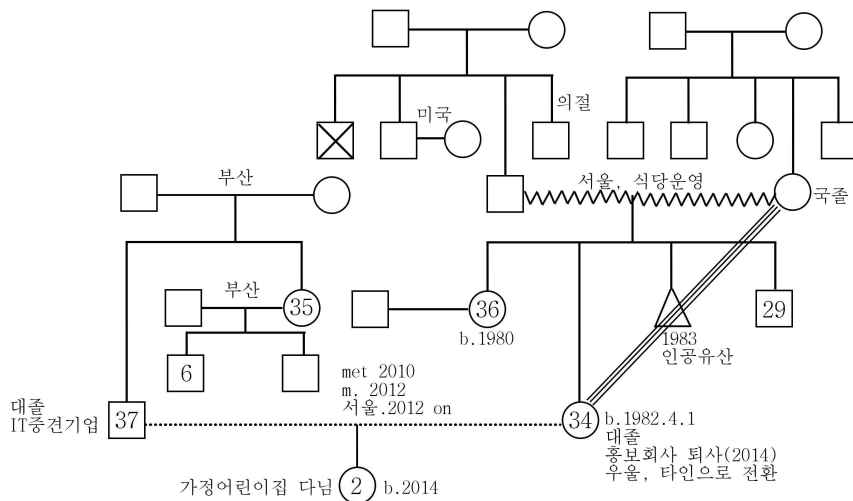 의절
미국
부산
서울, 식당운영
국졸
부산
35
36
29
b.1980
1983
인공유산
6
met 2010
m. 2012
서울.2012 on
대졸
IT중견기업
37
34
b.1982.4.1
대졸
홍보회사 퇴사(2014)
우울, 타인으로 전환
가정어린이집 다님
2
b.2014